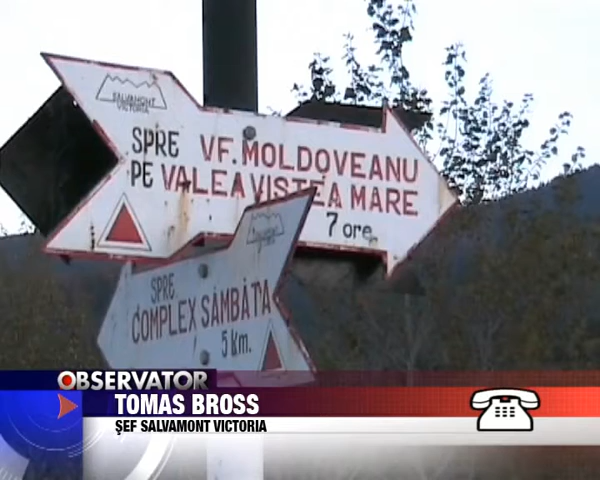 SALVAMONT
VICTORIA
SPRE VF. MOLDOVEANU
PE VALEA VISTEA MARE
7 ore
SALVAMONT
SPRE
COMPLEX SÂMBĂTA
5 km.
OBSERVATOR
TOMAS BROSS
ŞEF SALVAMONT VICTORIA